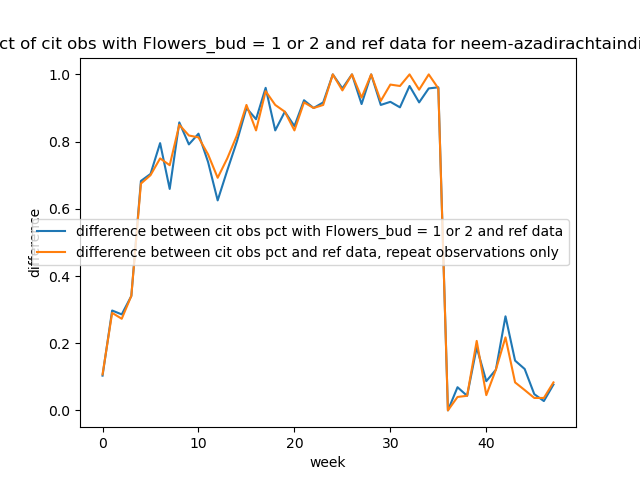 ct of cit obs with Flowers_bud = 1 or 2 and ref data for neem-azadirachtaindi
1.0
0.8
0.6
0.4
0.2
0.0
difference
difference between cit obs pct with Flowers_bud = 1 or 2 and ref data
difference between cit obs pct and ref data, repeat observations only
0 10 20 30 40
week